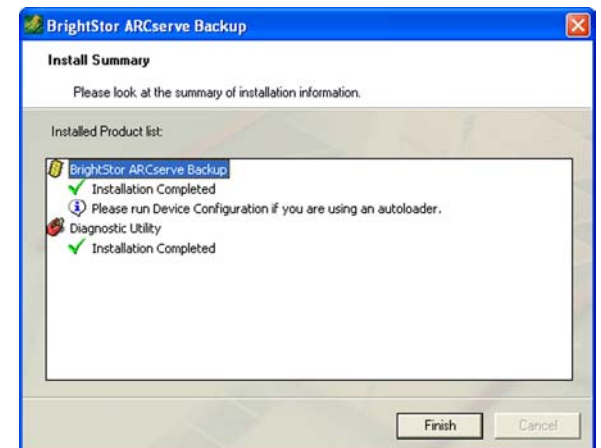 BrightStor ARCserve Backup
Install Summary
Please look at the summary of installation information.
Installed Product list:
BrightStor ARCserve Backup
Installation Completed
Please run Device Configuration if you are using an autoloader.
Diagnostic Utility
Installation Completed
Finish
Cancel